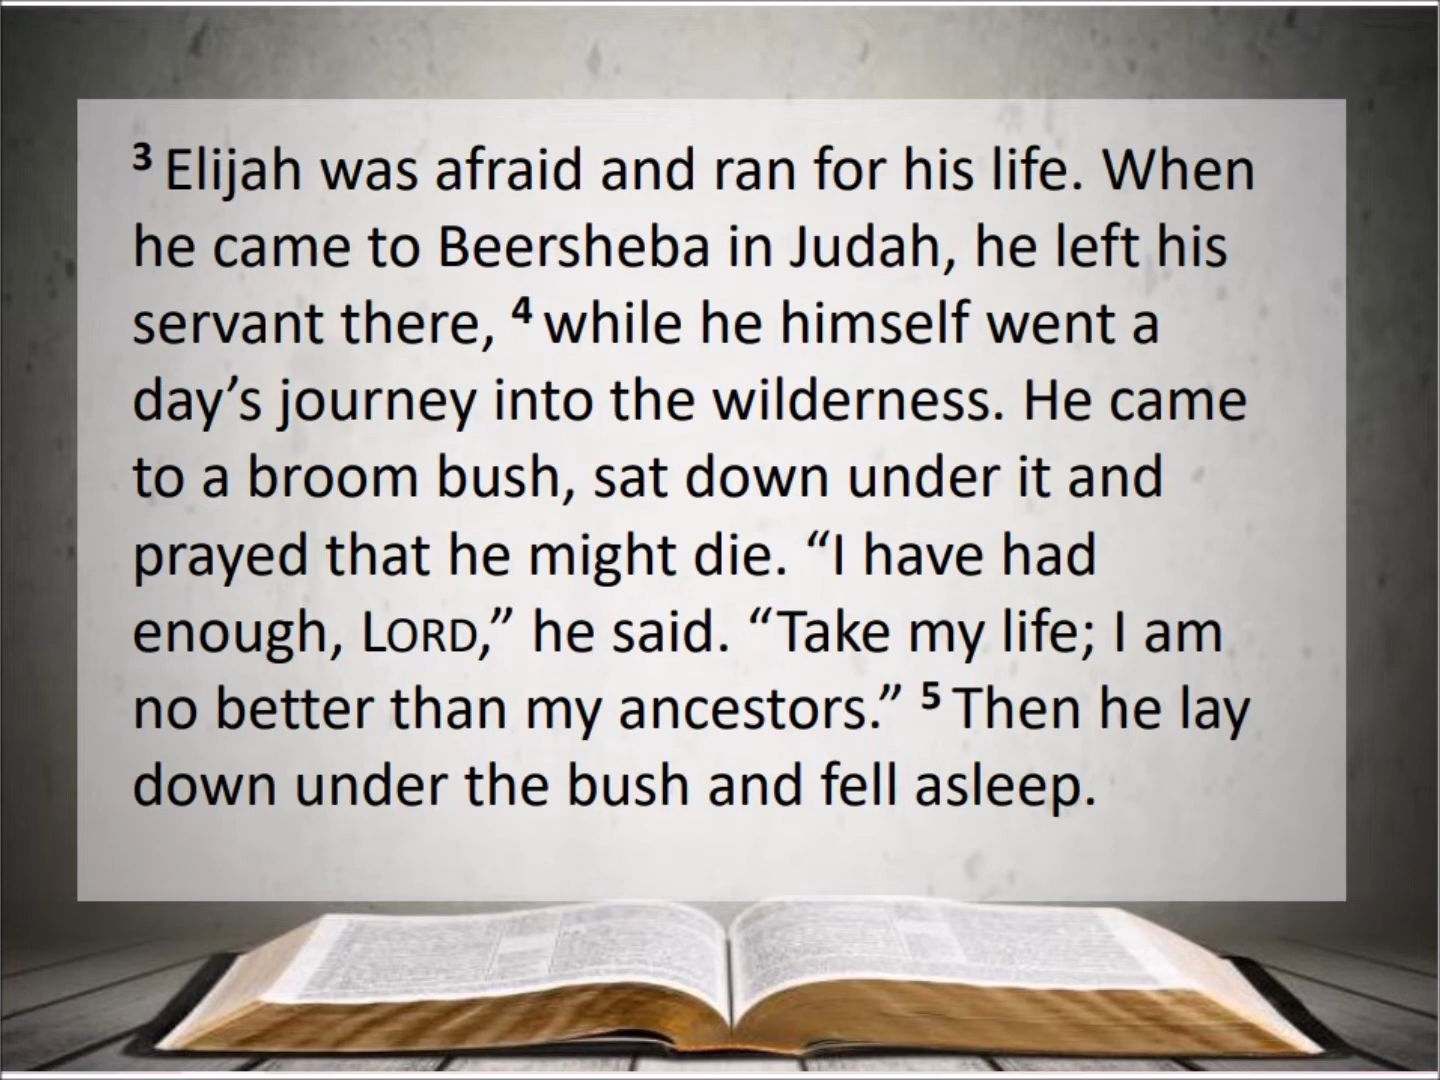 3 Elijah was afraid and ran for his life. When
he came to Beersheba in Judah, he left his
servant there, 4 while he himself went a
day’s journey into the wilderness. He came
to a broom bush, sat down under it and
prayed that he might die. “I have had
enough, LORD,” he said. “Take my life; I am
no better than my ancestors.” 5 Then he lay
down under the bush and fell asleep.